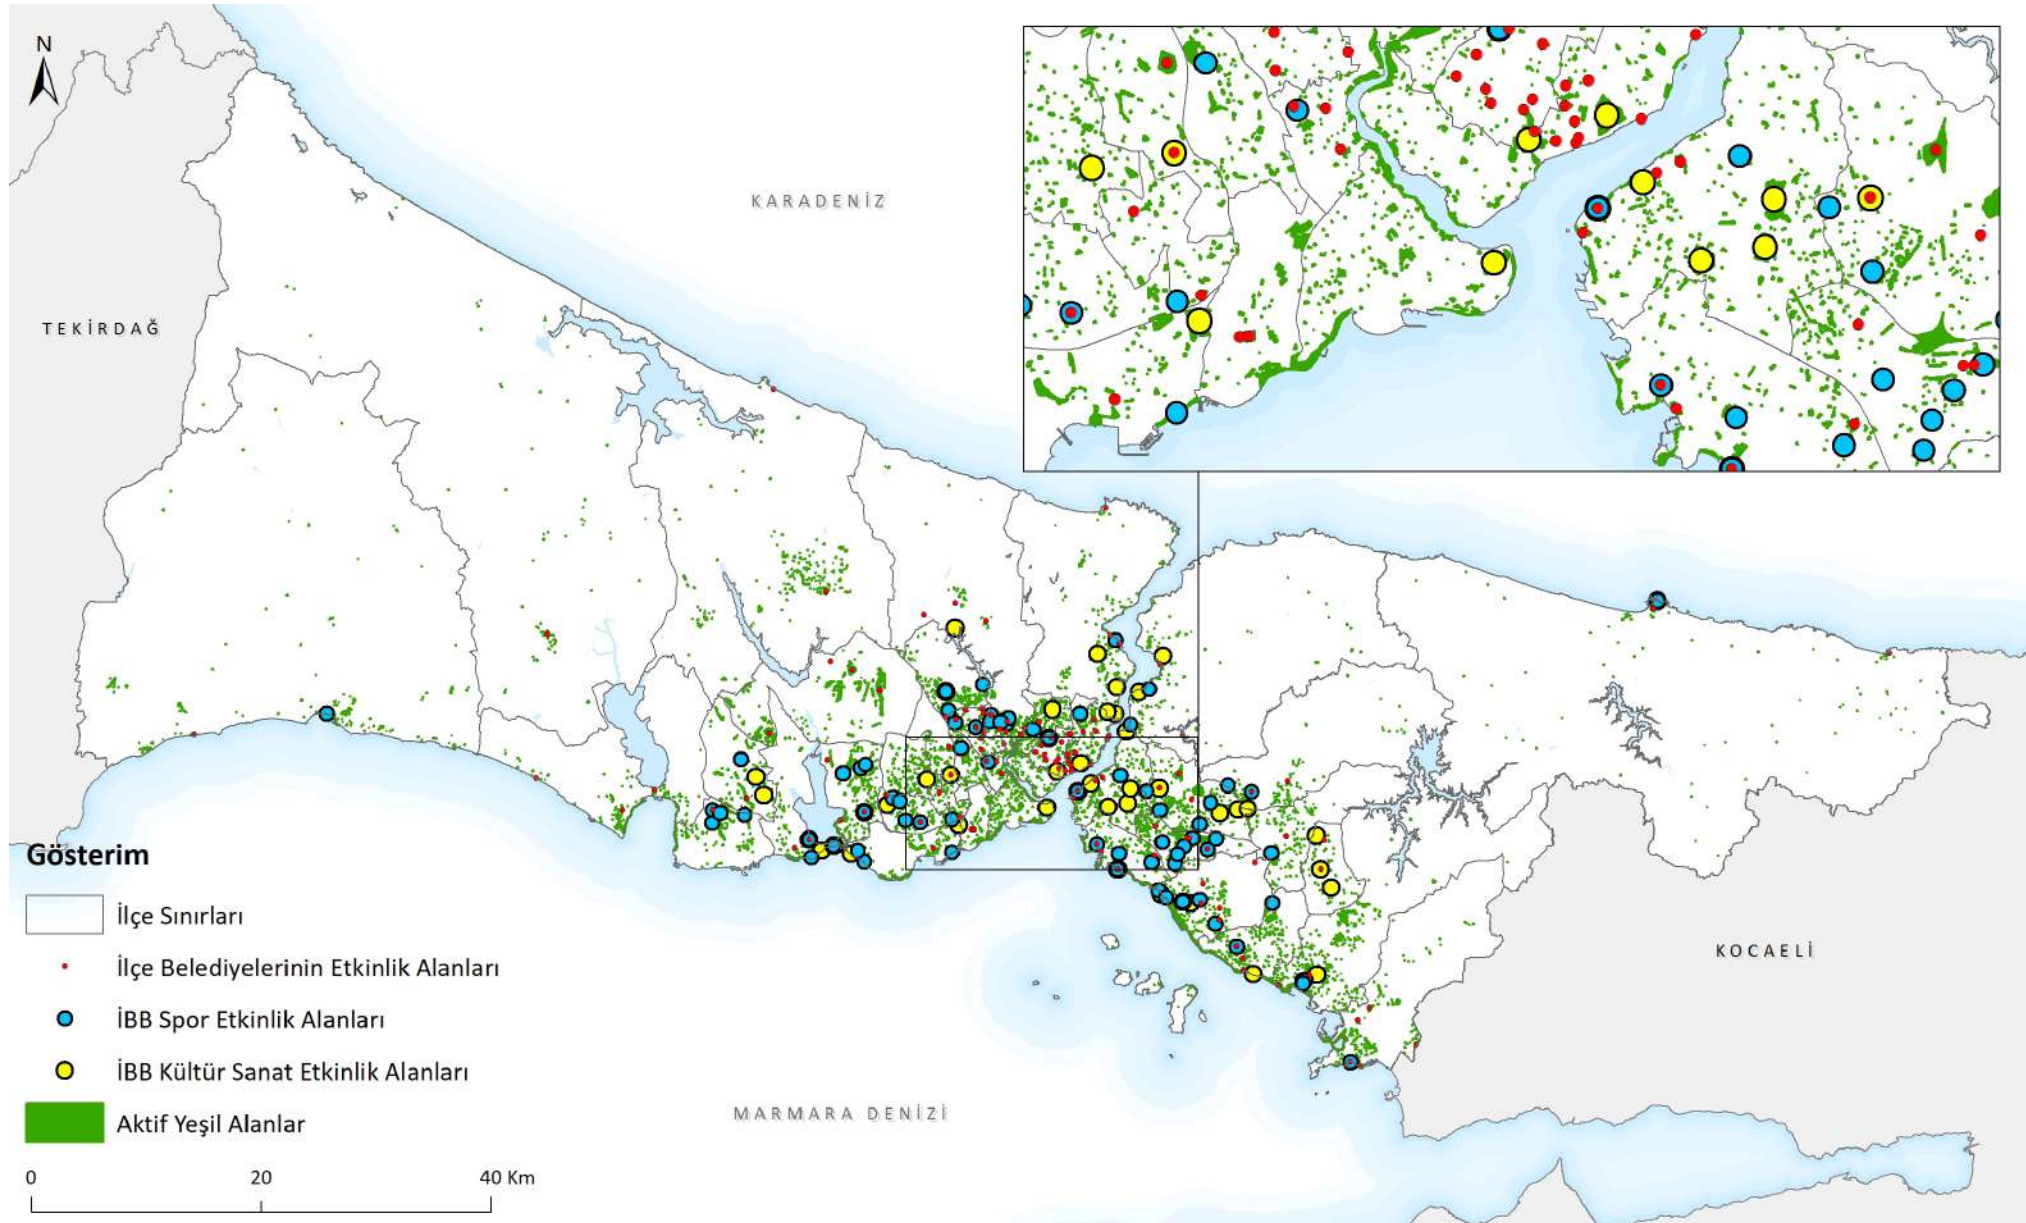 N
KARADENİZ
TEKİRDAĞ
Gösterim
İlçe Sınırları
İlçe Belediyelerinin Etkinlik Alanları
İBB Spor Etkinlik Alanları
İBB Kültür Sanat Etkinlik Alanları
Aktif Yeşil Alanlar
KOCAELİ
MARMARA DENİZİ
0 20 40 Km